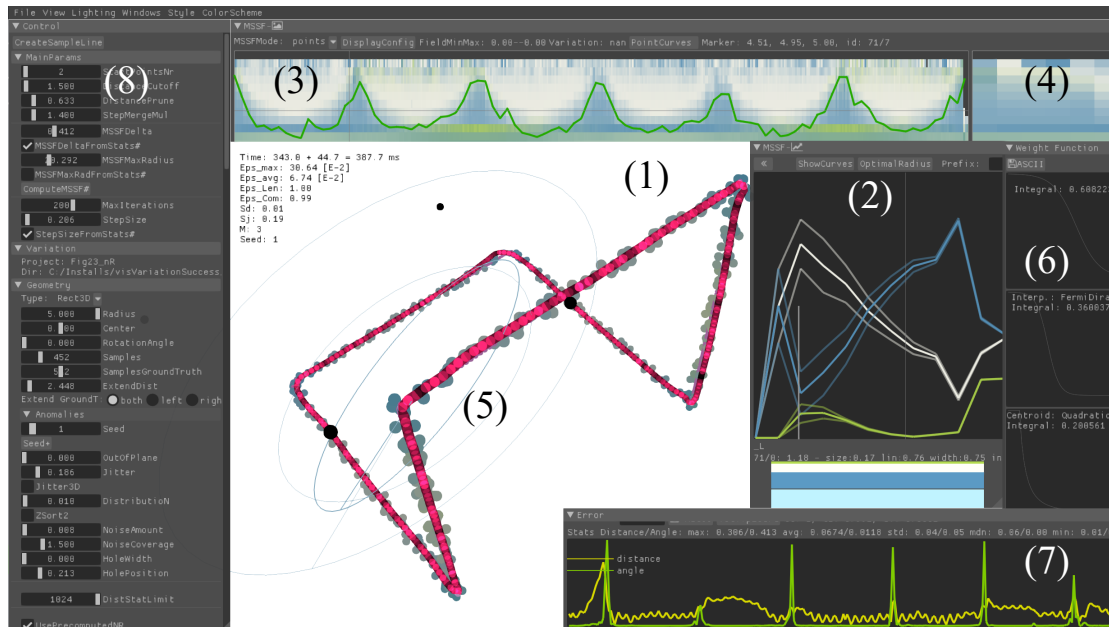 File View Lighting Windows Style ColorScheme
▼ Control
CreateSampleLine
▼ MainParams
2
1.500
0.633 DistancePrune
1.400 StepMergeMul
0.412 MSSFDelta
MSSFDeltaFromStats#
MSSFMaxRadius
MSSFMaxRadFromStats#
ComputeMSSF#
200 MaxIterations
0.206 StepSize
StepSizeFromStats#
▼ Variation
Project: Fig23_nR
Dir: C:/Installs/visVariationSuccess
▼ Geometry
Type: Rect3D
5.000 Radius
Center
0.000 RotationAngle
452 Samples
SamplesGroundTruth
2.448 ExtendDist
Extend GroundT. both left righ
▼ Anomalies
1 Seed
Seed+
0.000 OutOfPlane
0.186 Jitter
Jitter3D
0.010 DistributioN
ZSort2
0.000 NoiseAmount
1.500 NoiseCoverage
0.000 HoleWidth
0.213 HolePosition
1024 DistStatLimit
UsePrecomputedNR
(8)
▼ MSSF-
MSSFMode: points DisplayConfig FieldMinMax: 0.00--0.00 Variation: nan PointCurves Marker: 4.51, 4.95, 5.00, id: 71/7
(3)
(4)
Time: 343.0 + 44.7 = 387.7 ms
Eps_max: 30.64 [E-2]
Eps_avg: 6.74 [E-2]
Eps_Len: 1.00
Eps_Com: 0.99
Sd: 0.01
Sj: 0.19
M: 3
Seed: 1
(1)
(5)
▼ MSSF-
« ShowCurves OptimalRadius Prefix:
(2)
_L
71/0: 1.18 - size:0.17 lin:0.76 width:0.75 in
Weight Function
ASCII
Integral: 0.608223
(6)
Interp.: FermiDira
Integral: 0.360037
Centroid: Quadratic
Integral: 0.200561
▼ Error
Stats Distance/Angle: max: 0.306/0.413 avg: 0.0674/0.0118 std: 0.04/0.05 mdn: 0.06/0.00 min: 0.01/
distance
angle
(7)